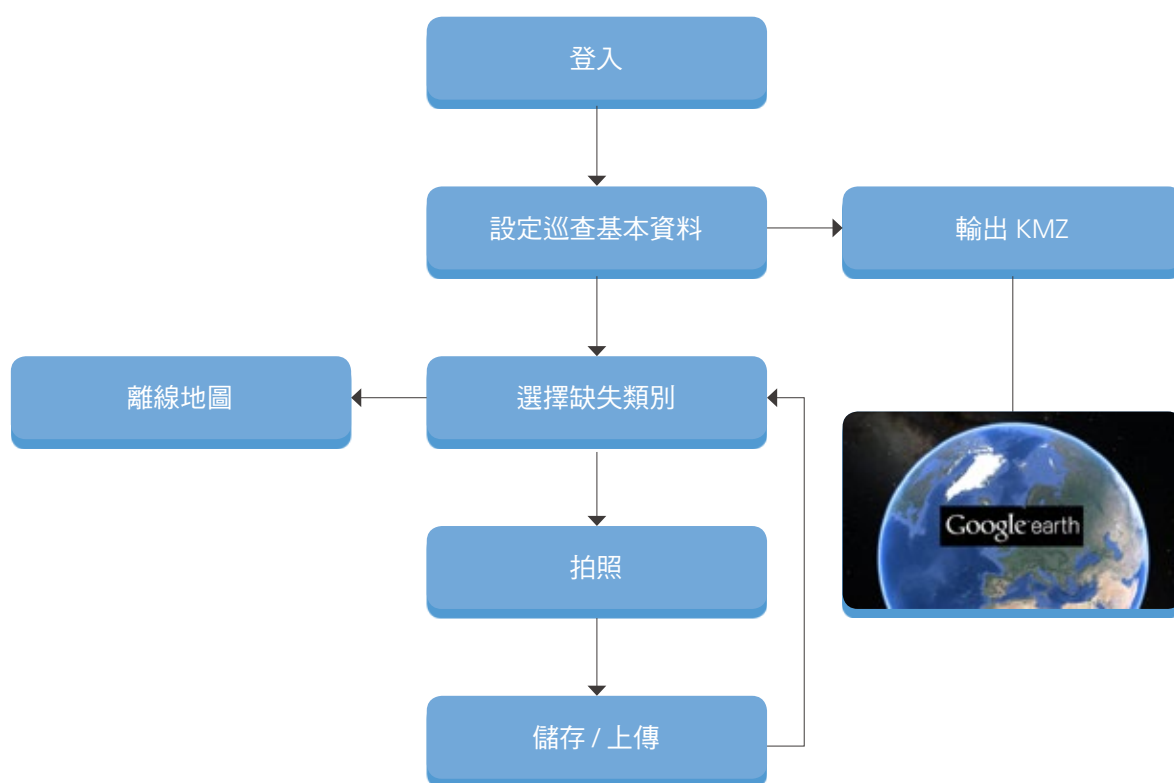 登入
設定巡查基本資料
輸出 KMZ
離線地圖
選擇缺失類別
Google earth
拍照
儲存 / 上傳